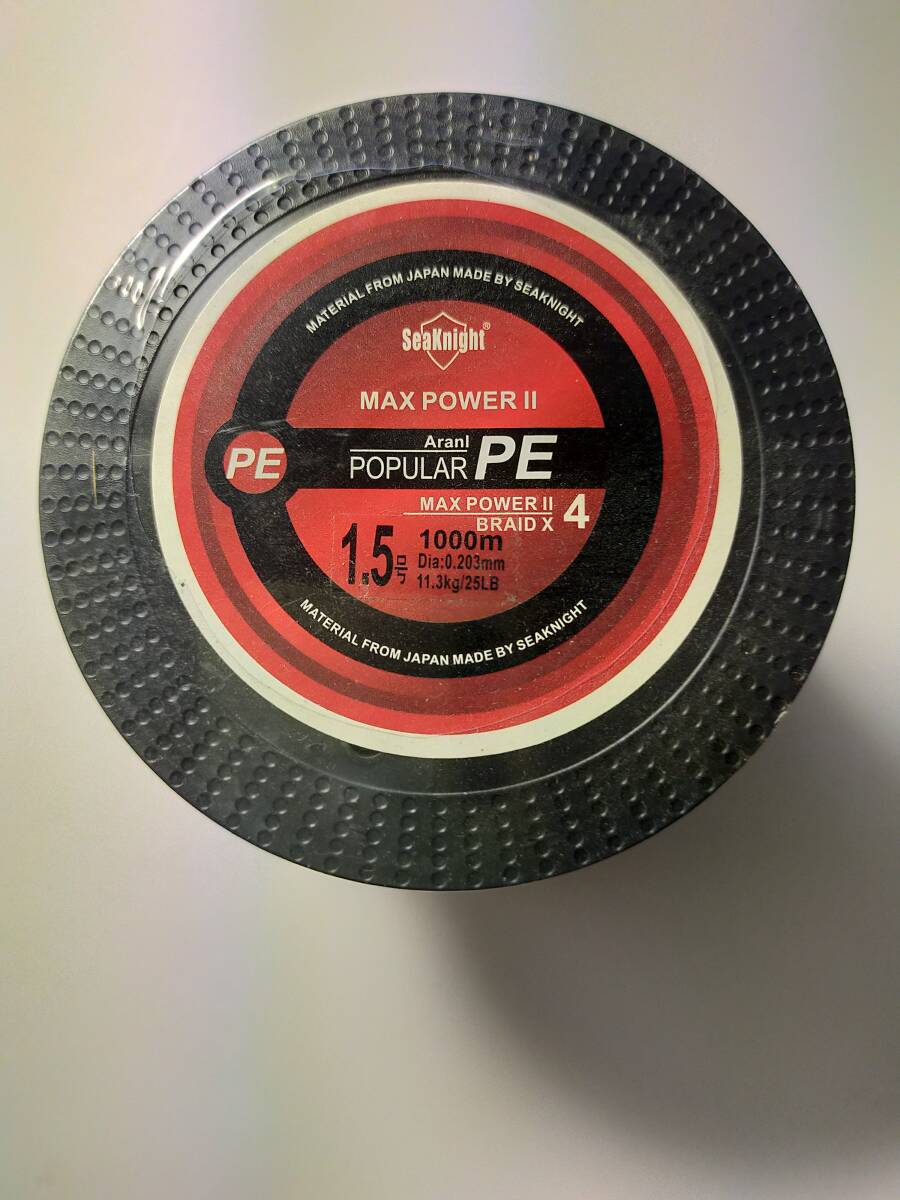 MATERIAL FROM JAPAN MADE BY SEAKNIGHT
SeaKnight®
MAX POWER II
PE
Aranl
POPULAR PE
MAX POWER II
BRAID X 4
1.5号
1000m
Dia:0.203mm
11.3kg/25LB
MATERIAL FROM JAPAN MADE BY SEAKNIGHT